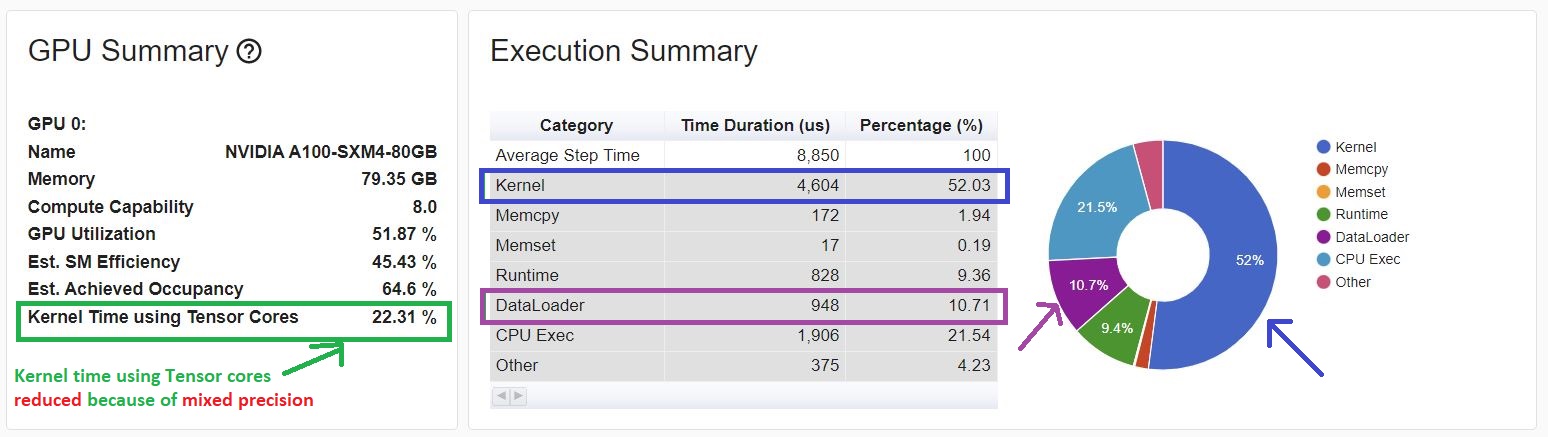 GPU Summary ?
GPU 0:
Name NVIDIA A100-SXM4-80GB
Memory 79.35 GB
Compute Capability 8.0
GPU Utilization 51.87 %
Est. SM Efficiency 45.43 %
Est. Achieved Occupancy 64.6 %
Kernel Time using Tensor Cores 22.31 %
Kernel time using Tensor cores
reduced because of mixed precision
Execution Summary
Category Time Duration (us) Percentage (%)
Average Step Time 8,850 100
Kernel 4,604 52.03
Memcpy 172 1.94
Memset 17 0.19
Runtime 828 9.36
DataLoader 948 10.71
CPU Exec 1,906 21.54
Other 375 4.23
21.5%
10.7%
9.4%
52%
Kernel
Memcpy
Memset
Runtime
DataLoader
CPU Exec
Other